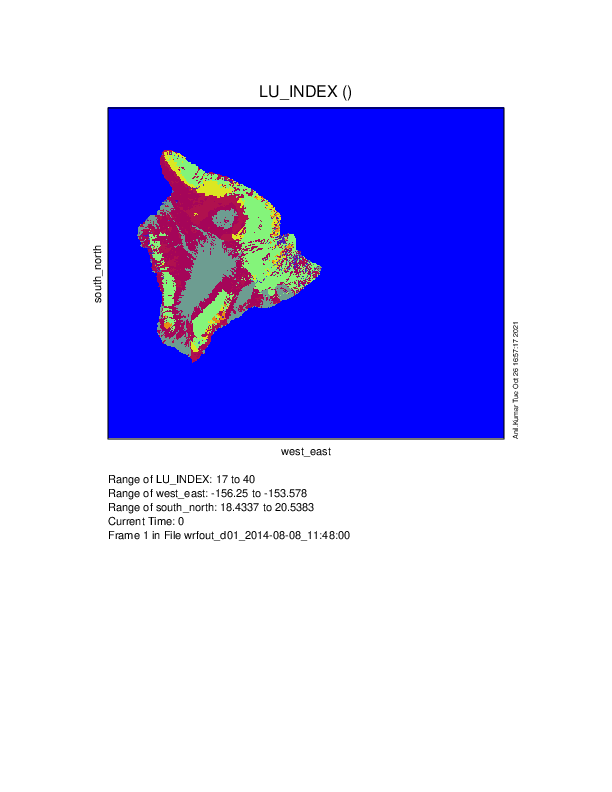 LU_INDEX ()
south_north
west_east
Anil.Kumar Tue Oct 26 16:57:17 2021
Range of LU_INDEX: 17 to 40
Range of west_east: -156.25 to -153.578
Range of south_north: 18.4337 to 20.5383
Current Time: 0
Frame 1 in File wrfout_d01_2014-08-08_11:48:00